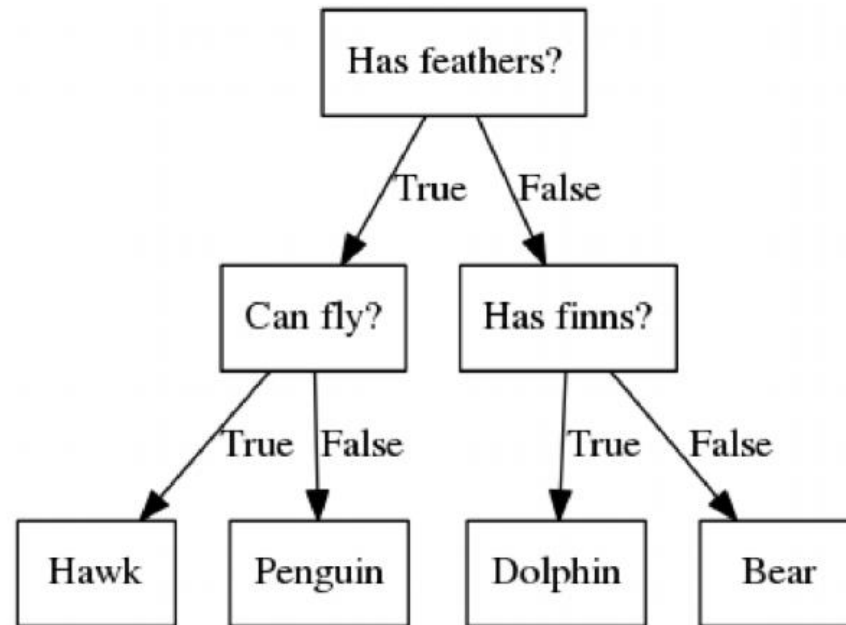 Has feathers?
True False
Can fly? Has finns?
True False True False
Hawk Penguin Dolphin Bear